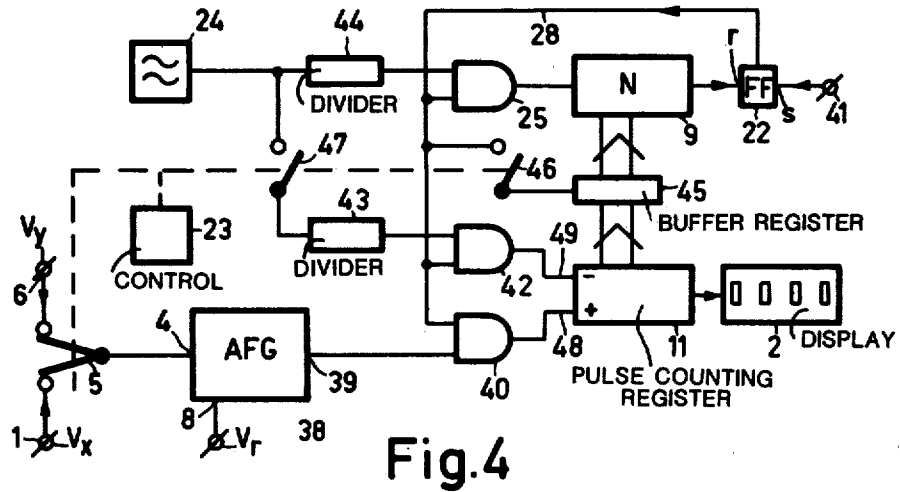 24
44
28
DIVIDER
25
N
9
r
FF
22
s
41
47
46
45
BUFFER REGISTER
23
CONTROL
43
DIVIDER
42
49
−
+
48
11
2
DISPLAY
PULSE COUNTING
REGISTER
Vy
6
5
4
AFG
39
40
8
Vr
38
1
Vx
Fig.4